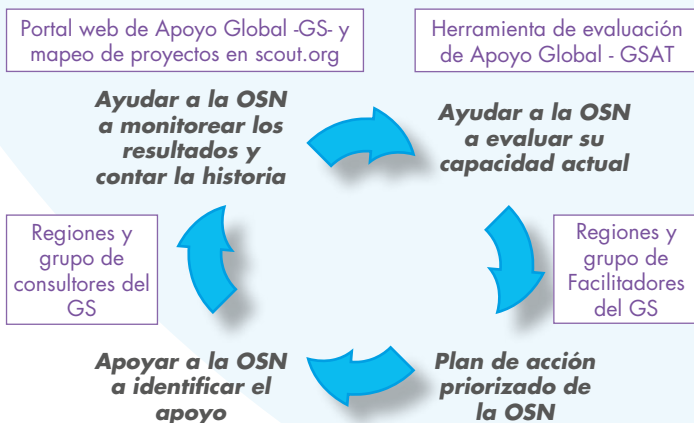 Portal web de Apoyo Global -GS- y
mapeo de proyectos en scout.org
Herramienta de evaluación
de Apoyo Global - GSAT
Ayudar a la OSN
a monitorear los
resultados y
contar la historia
Ayudar a la OSN
a evaluar su
capacidad actual
Regiones y
grupo de
consultores del
GS
Regiones y
grupo de
Facilitadores
del GS
Apoyar a la OSN
a identificar el
apoyo
Plan de acción
priorizado de
la OSN